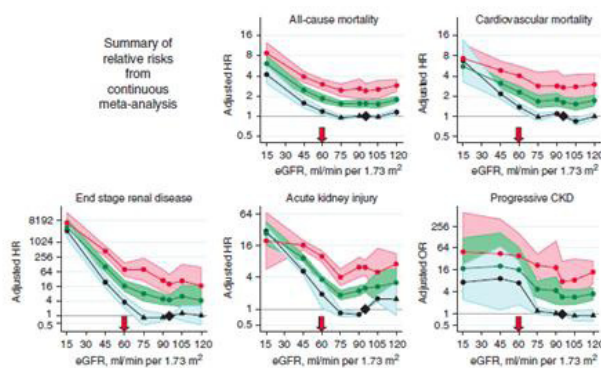 Summary of
relative risks
from
continuous
meta-analysis
All-cause mortality
Adjusted HR
16
8
4
2
1
0.5
15 30 45 60 75 90 105 120
eGFR, ml/min per 1.73 m²
Cardiovascular mortality
Adjusted HR
16
8
4
2
1
0.5
15 30 45 60 75 90 105 120
eGFR, ml/min per 1.73 m²
End stage renal disease
Adjusted HR
8192
1024
256
64
16
4
1
0.5
15 30 45 60 75 90 105 120
eGFR, ml/min per 1.73 m²
Acute kidney injury
Adjusted HR
64
16
4
1
0.5
15 30 45 60 75 90 105 120
eGFR, ml/min per 1.73 m²
Progressive CKD
Adjusted OR
256
64
16
4
1
0.5
15 30 45 60 75 90 105 120
eGFR, ml/min per 1.73 m²